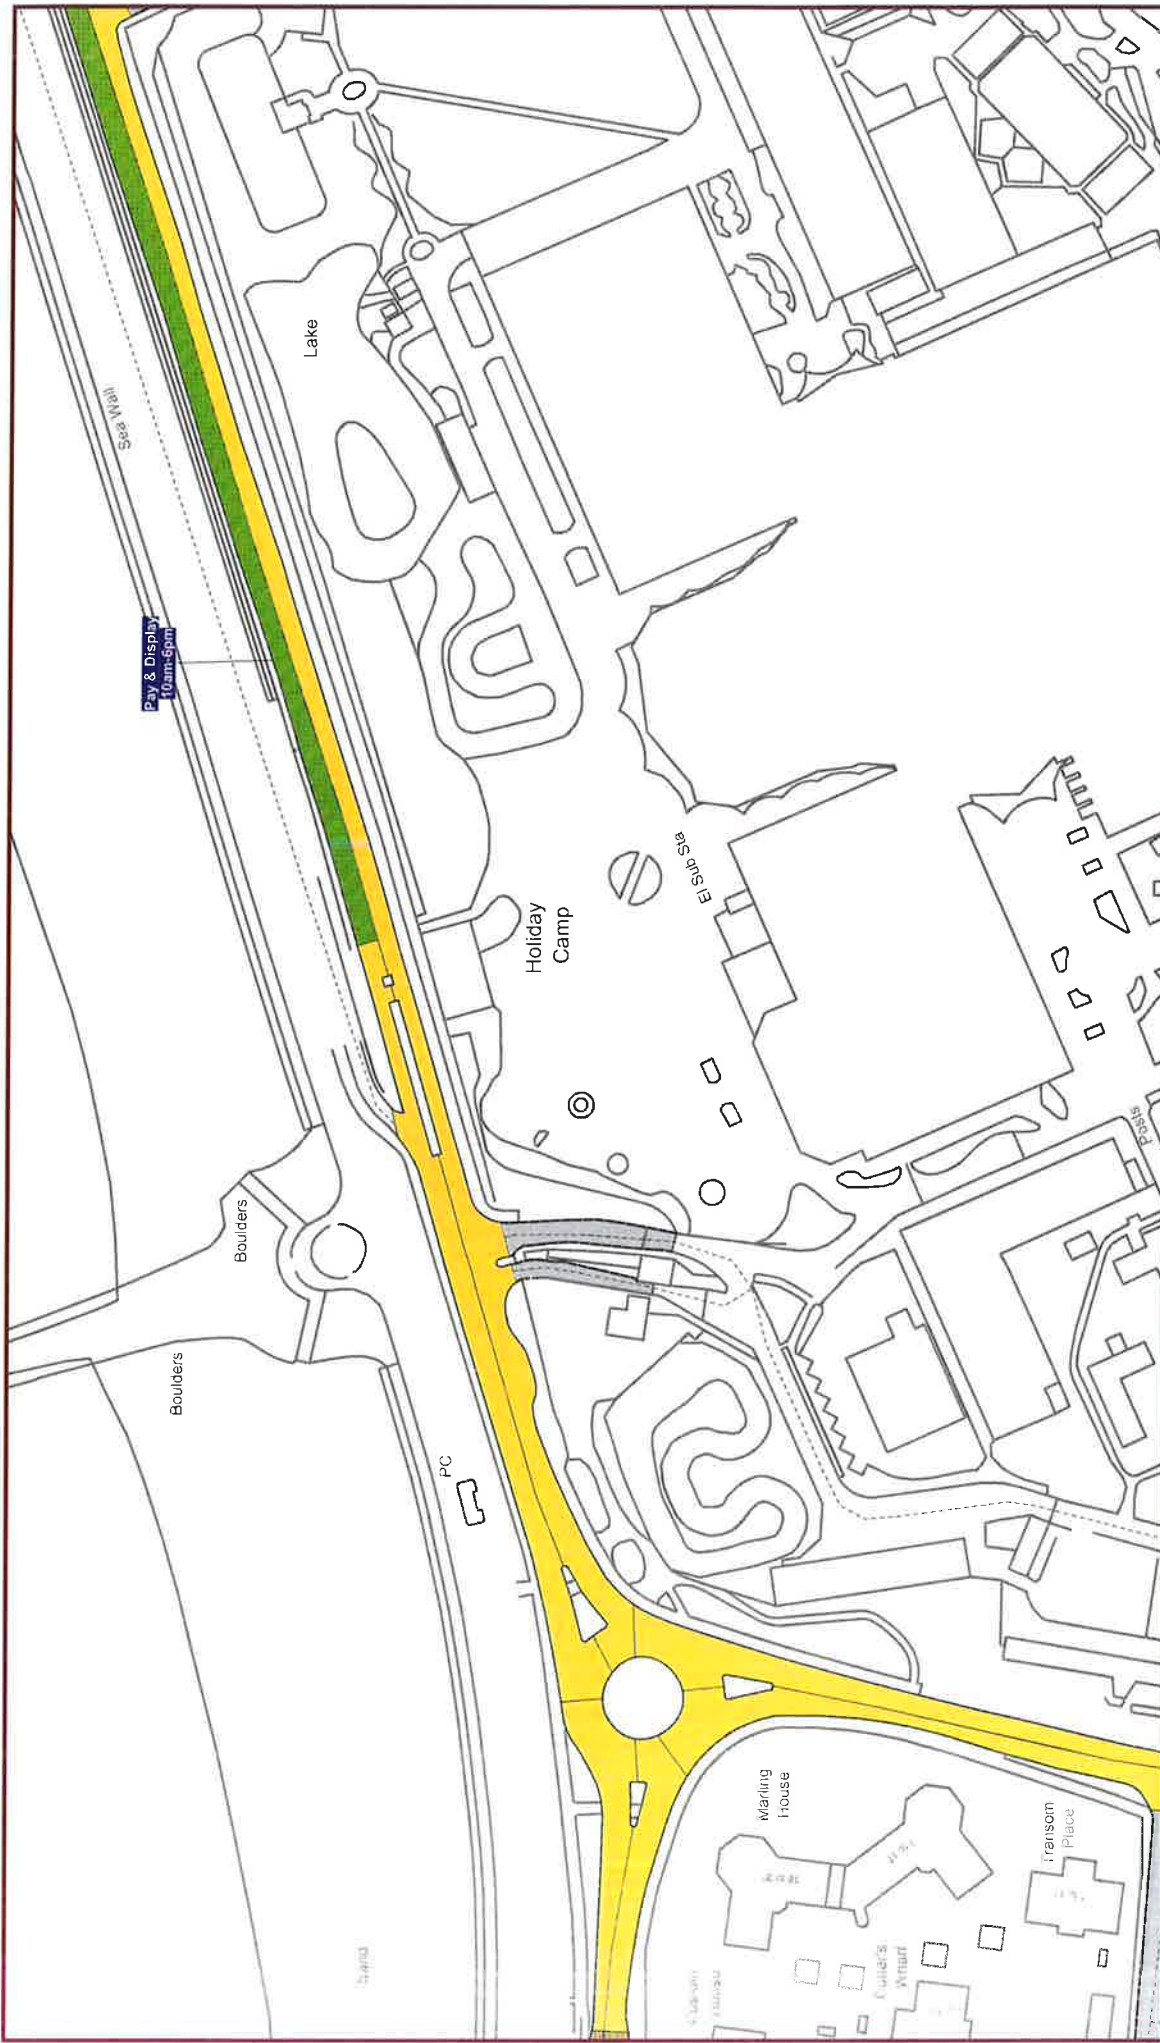 Sea Wall
Lake
Pay & Display
10am-6pm
El Sub Sta
Holiday
Camp
Posts
Boulders
Boulders
PC
Marling
House
Transom
Place
Sand
Wharf